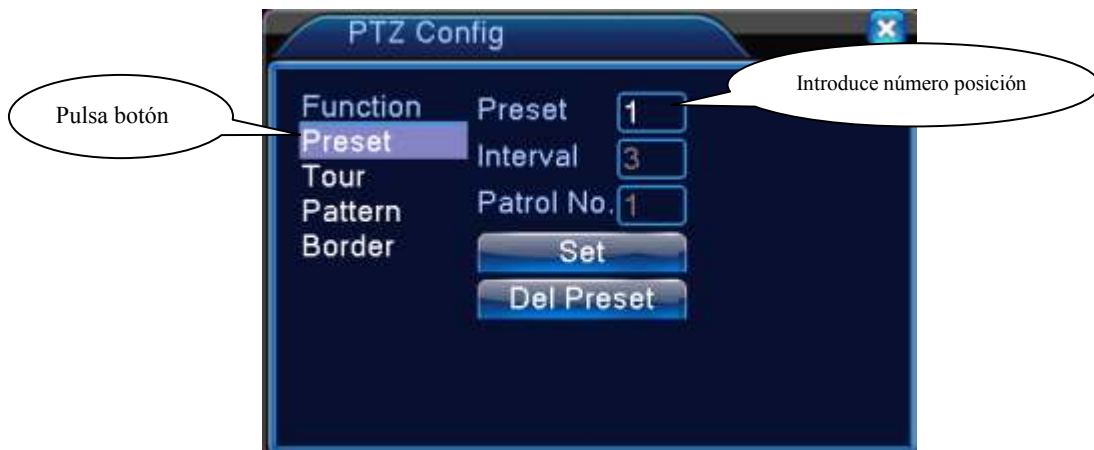 PTZ Config
Pulsa botón
Introduce número posición
Function
Preset
Tour
Pattern
Border
Preset 1
Interval 3
Patrol No. 1
Set
Del Preset